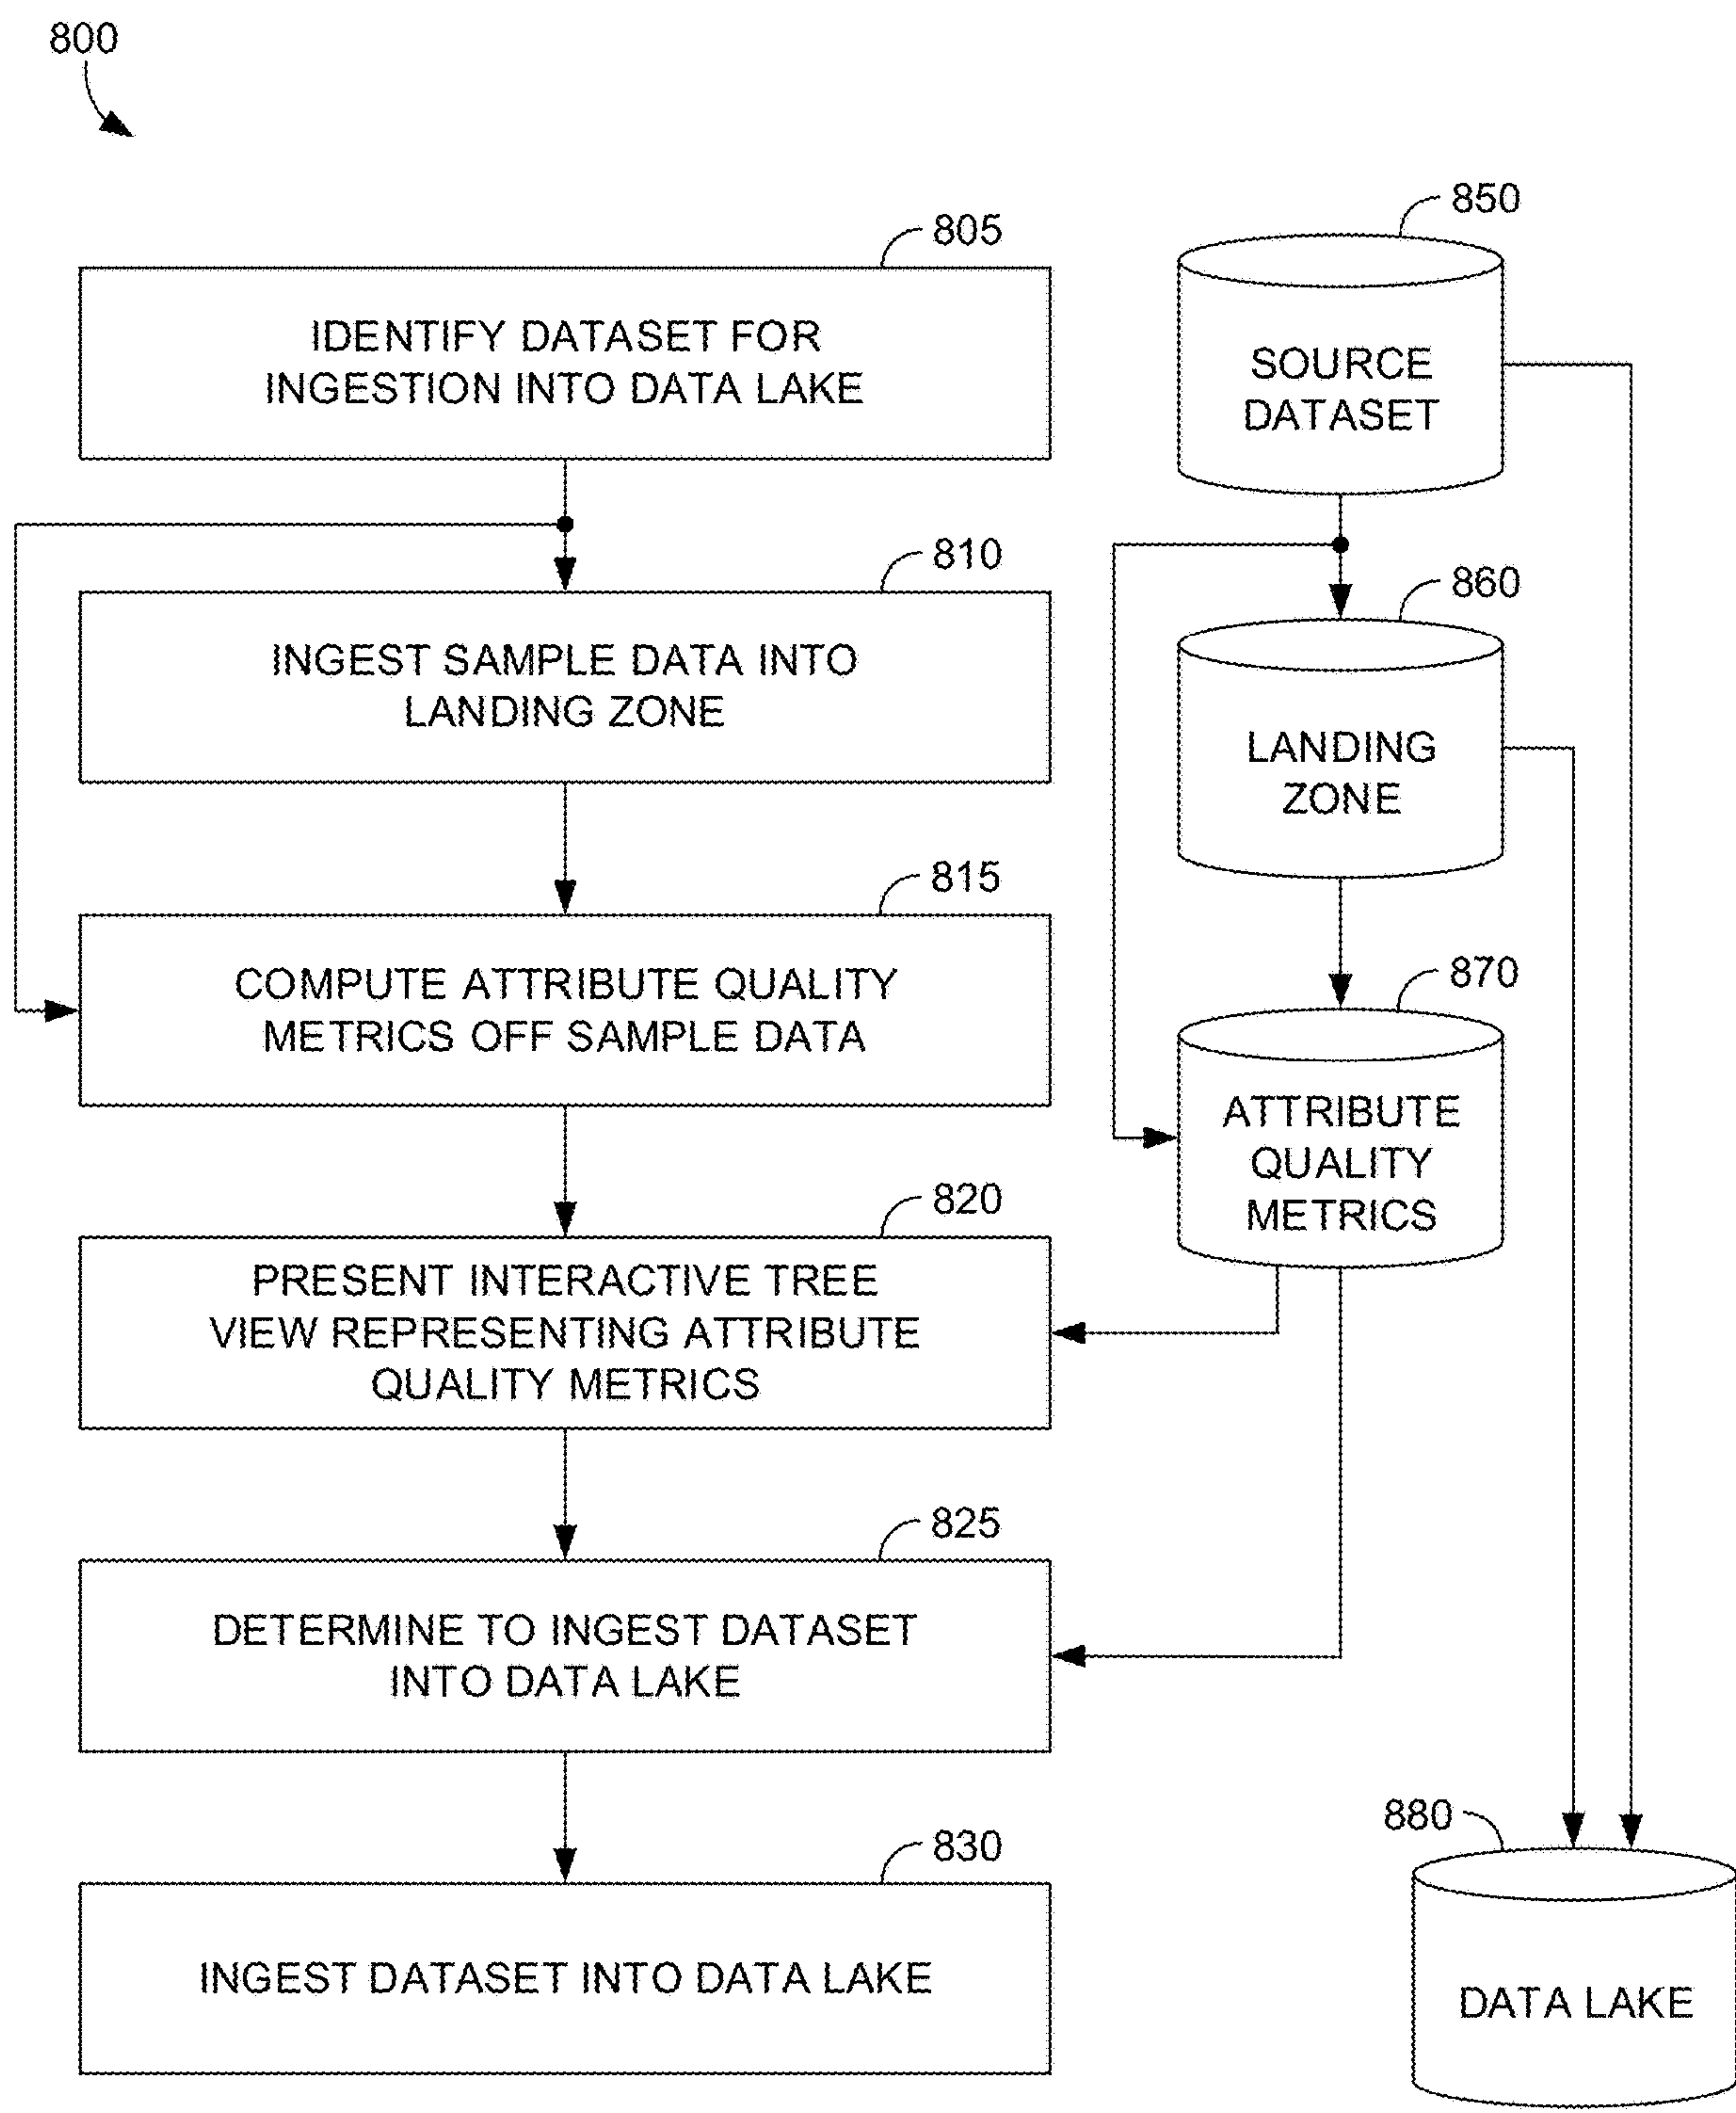 800
805
IDENTIFY DATASET FOR
INGESTION INTO DATA LAKE
810
INGEST SAMPLE DATA INTO
LANDING ZONE
815
COMPUTE ATTRIBUTE QUALITY
METRICS OFF SAMPLE DATA
820
PRESENT INTERACTIVE TREE
VIEW REPRESENTING ATTRIBUTE
QUALITY METRICS
825
DETERMINE TO INGEST DATASET
INTO DATA LAKE
830
INGEST DATASET INTO DATA LAKE
850
SOURCE
DATASET
860
LANDING
ZONE
870
ATTRIBUTE
QUALITY
METRICS
880
DATA LAKE